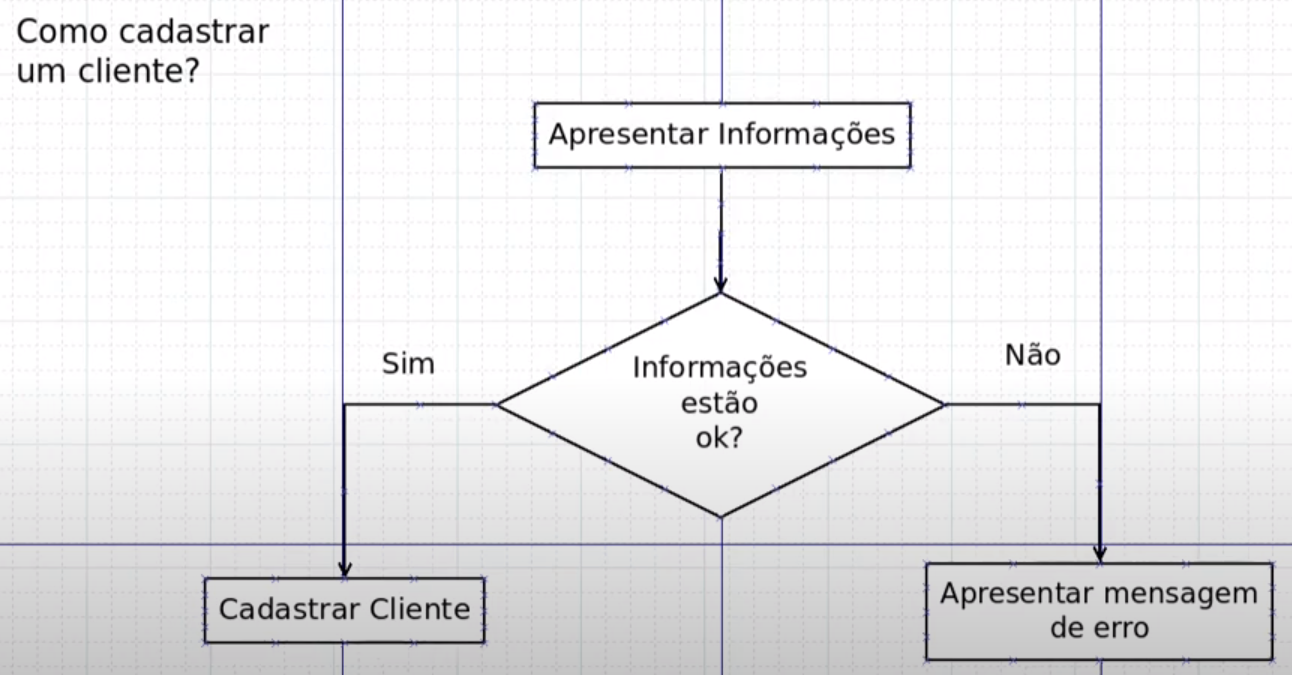 Como cadastrar
um cliente?
Apresentar Informações
Sim
Informações
estão
ok?
Não
Cadastrar Cliente
Apresentar mensagem
de erro